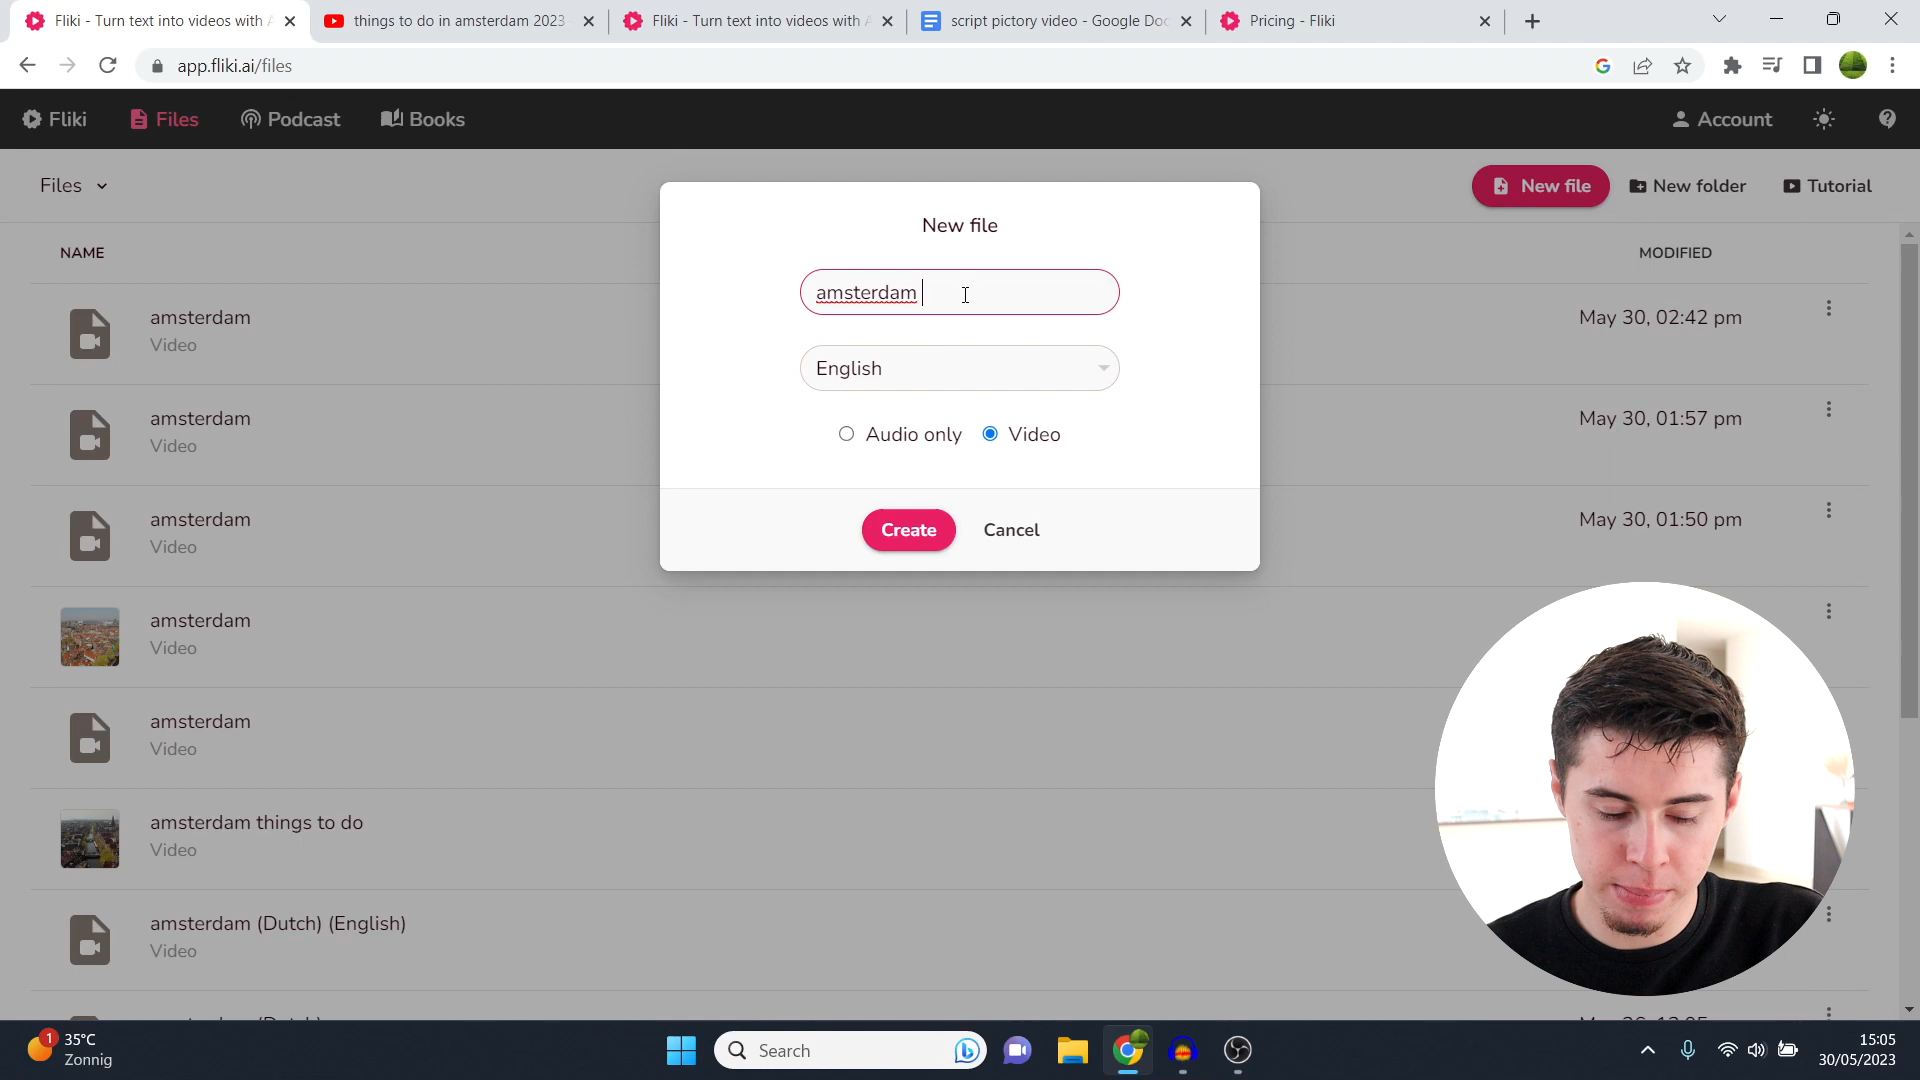 Fliki - Turn text into videos with A
things to do in amsterdam 2023
Fliki - Turn text into videos with A
script pictory video - Google Doc
Pricing - Fliki
app.fliki.ai/files
Fliki
Files
Podcast
Books
Account
Files
New file
New folder
Tutorial
NAME
MODIFIED
New file
amsterdam
English
Audio only
Video
Create
Cancel
amsterdam
Video
May 30, 02:42 pm
amsterdam
Video
May 30, 01:57 pm
amsterdam
Video
May 30, 01:50 pm
amsterdam
Video
amsterdam
Video
amsterdam things to do
Video
amsterdam (Dutch) (English)
Video
1
35°C
Zonnig
Search
15:05
30/05/2023